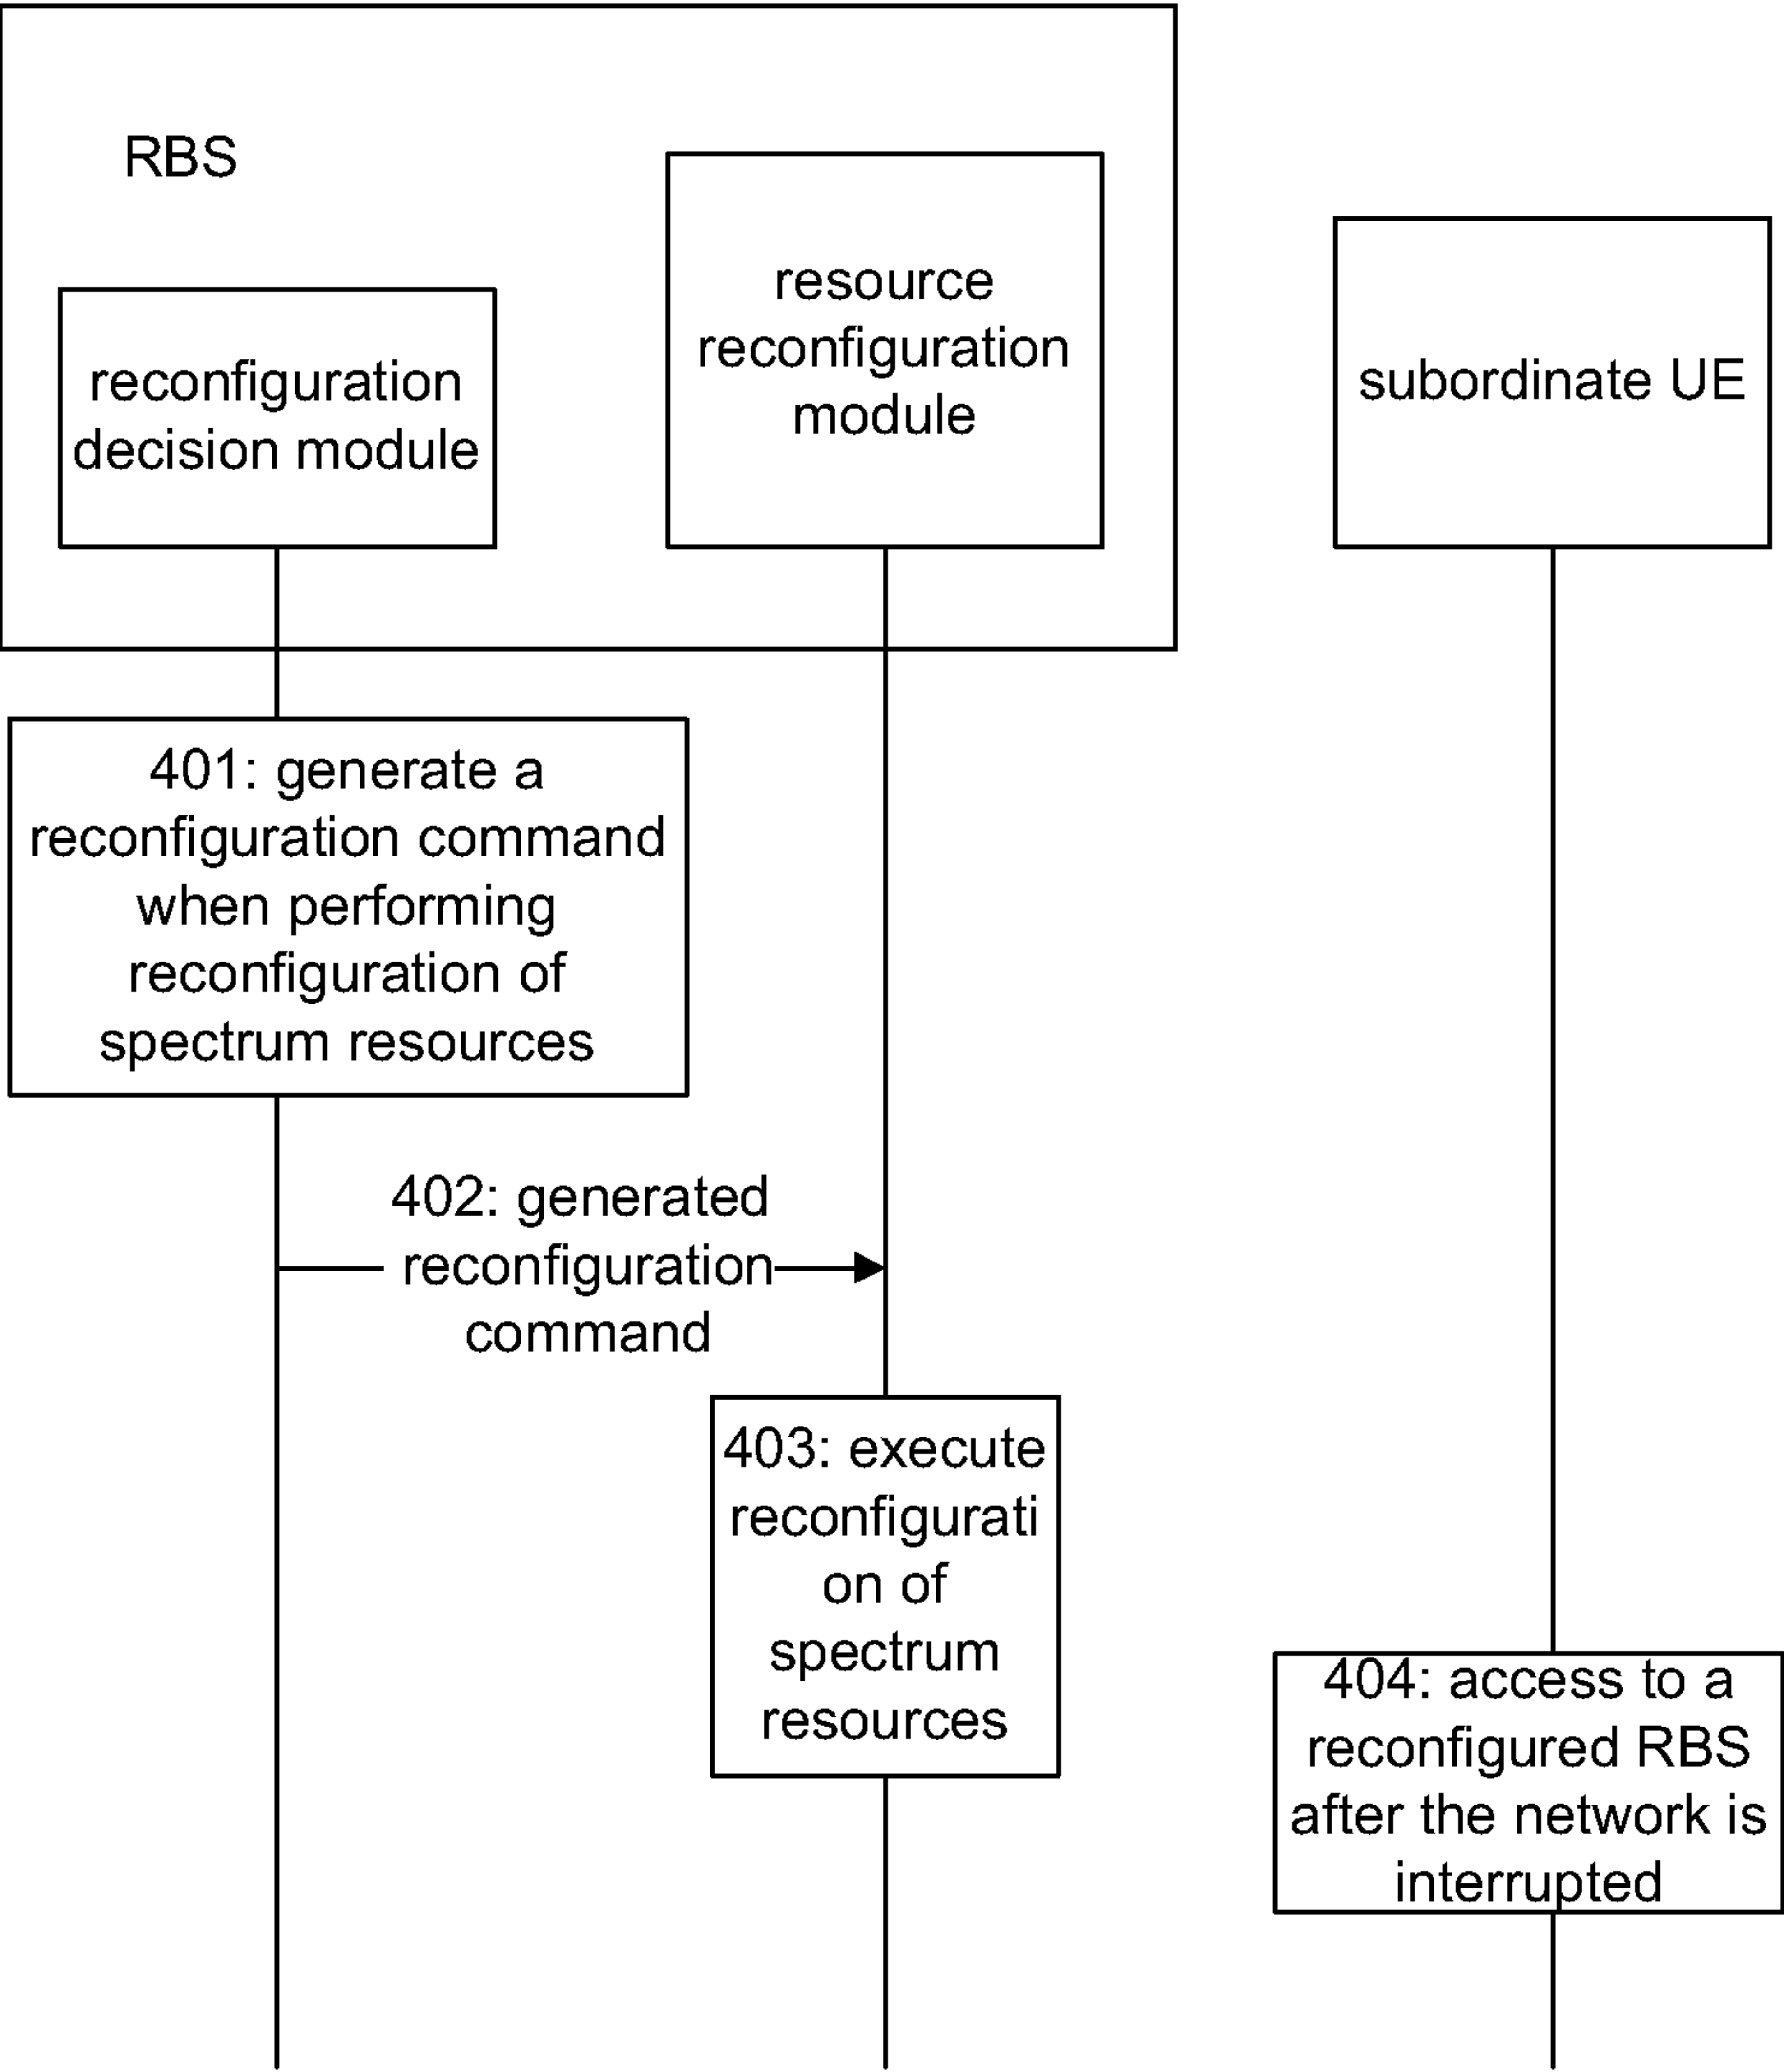 RBS
reconfiguration
decision module
resource
reconfiguration
module
subordinate UE
401: generate a
reconfiguration command
when performing
reconfiguration of
spectrum resources
402: generated
reconfiguration
command
403: execute
reconfigurati
on of
spectrum
resources
404: access to a
reconfigured RBS
after the network is
interrupted